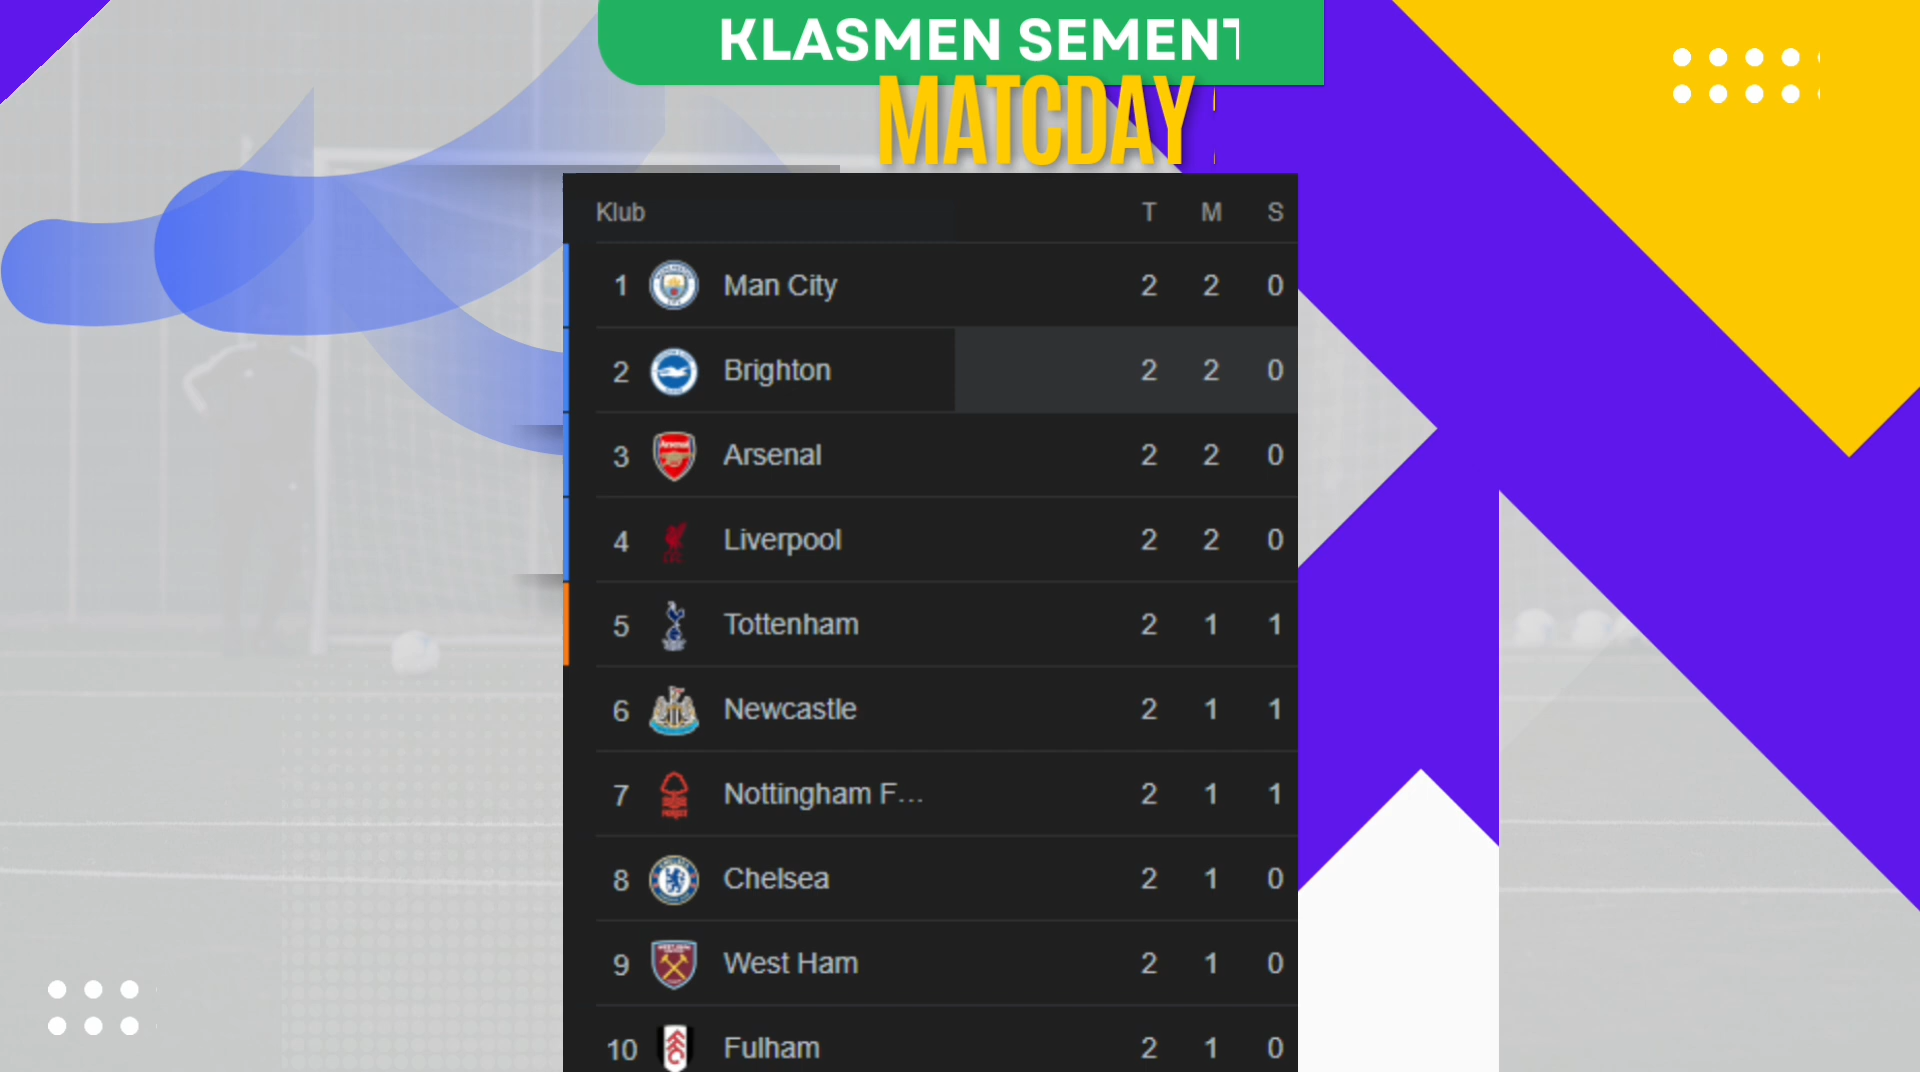 KLASMEN SEMENT
MATCDAY
Klub T M S
1 Man City 2 2 0
2 Brighton 2 2 0
3 Arsenal 2 2 0
4 Liverpool 2 2 0
5 Tottenham 2 1 1
6 Newcastle 2 1 1
7 Nottingham F... 2 1 1
8 Chelsea 2 1 0
9 West Ham 2 1 0
10 Fulham 2 1 0